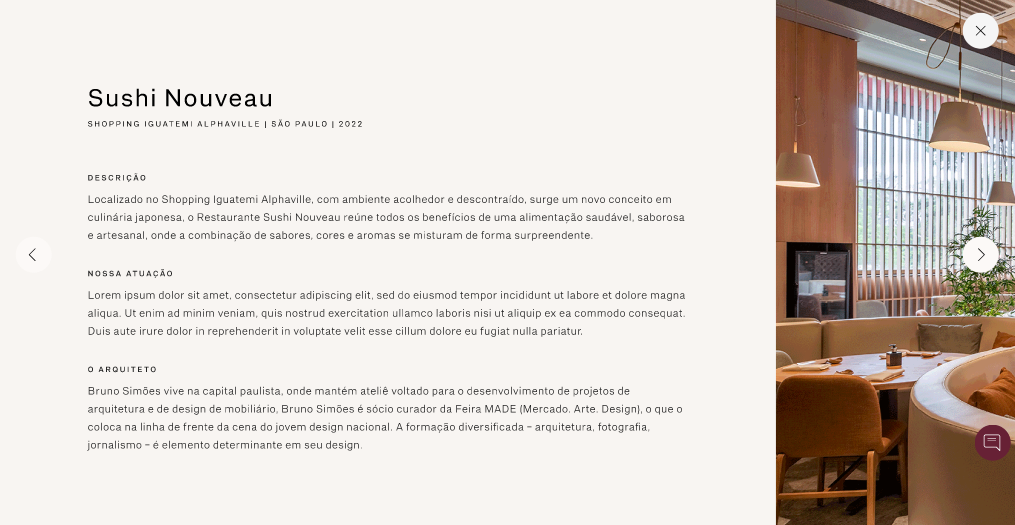 Sushi Nouveau
SHOPPING IGUATEMI ALPHAVILLE | SÃO PAULO | 2022
DESCRIÇÃO
Localizado no Shopping Iguatemi Alphaville, com ambiente acolhedor e descontraído, surge um novo conceito em
culinária japonesa, o Restaurante Sushi Nouveau reúne todos os benefícios de uma alimentação saudável, saborosa
e artesanal, onde a combinação de sabores, cores e aromas se misturam de forma surpreendente.
NOSSA ATUAÇÃO
Lorem ipsum dolor sit amet, consectetur adipiscing elit, sed do eiusmod tempor incididunt ut labore et dolore magna
aliqua. Ut enim ad minim veniam, quis nostrud exercitation ullamco laboris nisi ut aliquip ex ea commodo consequat.
Duis aute irure dolor in reprehenderit in voluptate velit esse cillum dolore eu fugiat nulla pariatur.
O ARQUITETO
Bruno Simões vive na capital paulista, onde mantém ateliê voltado para o desenvolvimento de projetos de
arquitetura e de design de mobiliário, Bruno Simões é sócio curador da Feira MADE (Mercado. Arte. Design), o que o
coloca na linha de frente da cena do jovem design nacional. A formação diversificada – arquitetura, fotografia,
jornalismo – é elemento determinante em seu design.